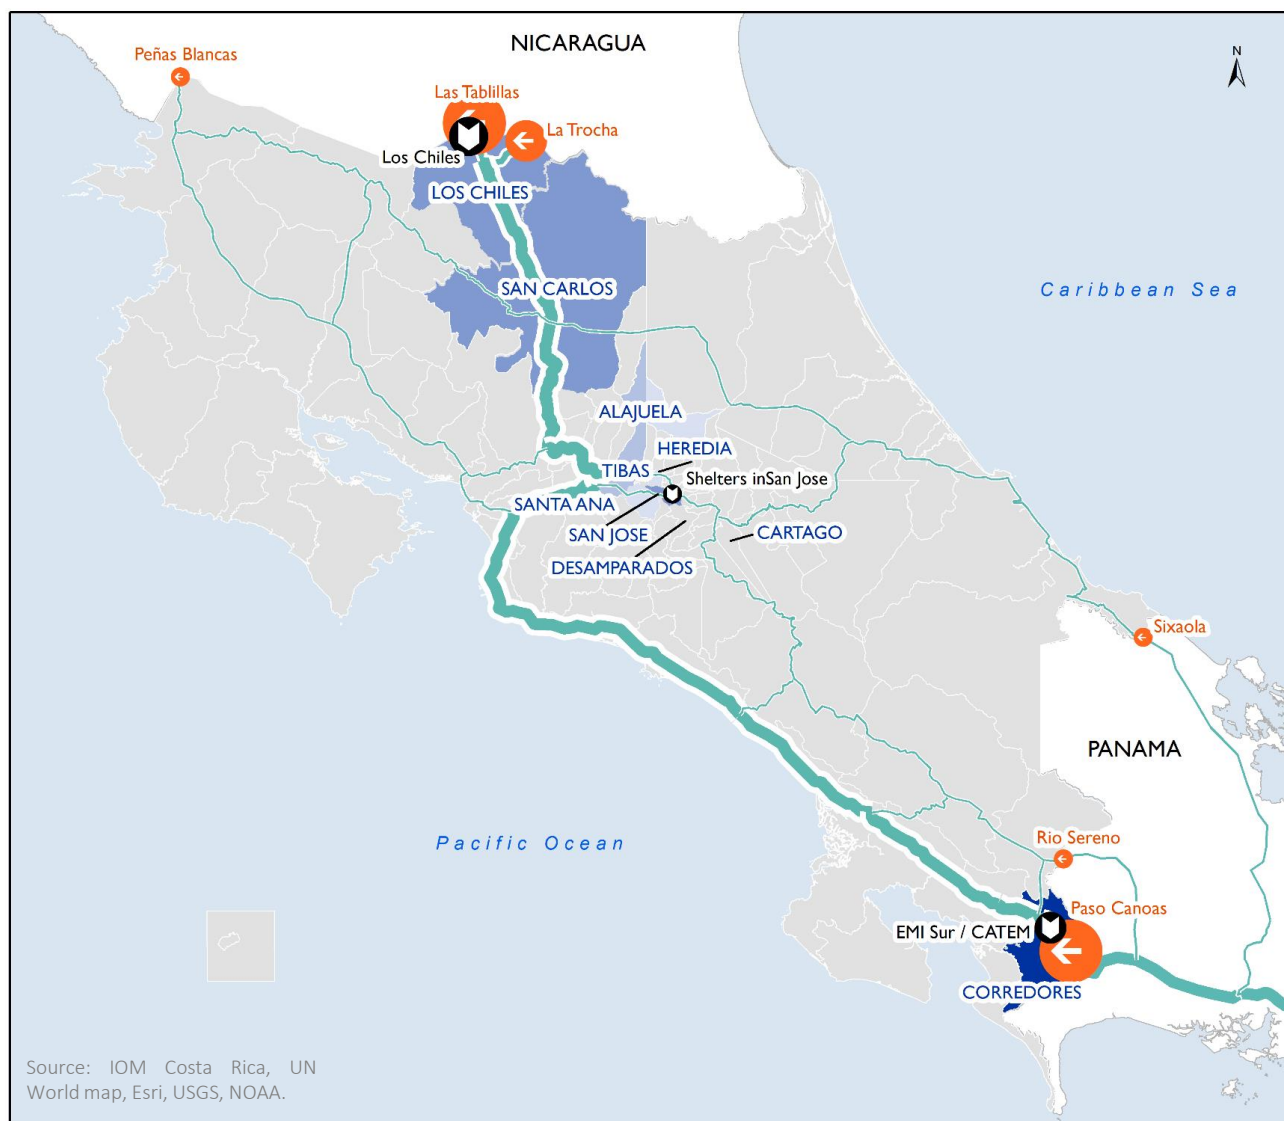 NICARAGUA
N
Peñas Blancas
Las Tablillas
La Trocha
Los Chiles
LOS CHILES
SAN CARLOS
Caribbean Sea
ALAJUELA
HEREDIA
TIBAS
Shelters inSan Jose
SANTA ANA
SAN JOSE
CARTAGO
DESAMPARADOS
Sixaola
PANAMA
Pacific Ocean
Rio Sereno
Paso Canoas
EMI Sur / CATEM
CORREDORES
Source: IOM Costa Rica, UN
World map, Esri, USGS, NOAA.